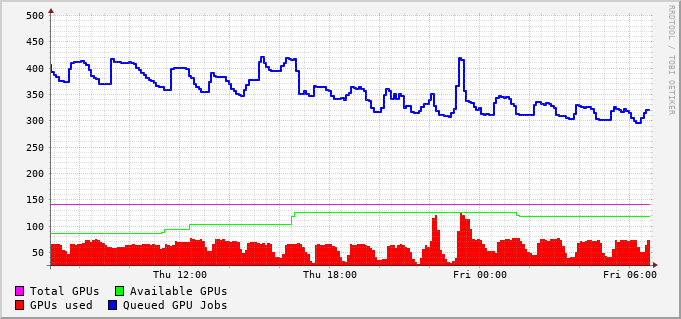 500
450
400
350
300
250
200
150
100
50
Thu 12:00 Thu 18:00 Fri 00:00 Fri 06:00
Total GPUs Available GPUs
GPUs used Queued GPU Jobs
RRDTOOL / TOBI OETIKER